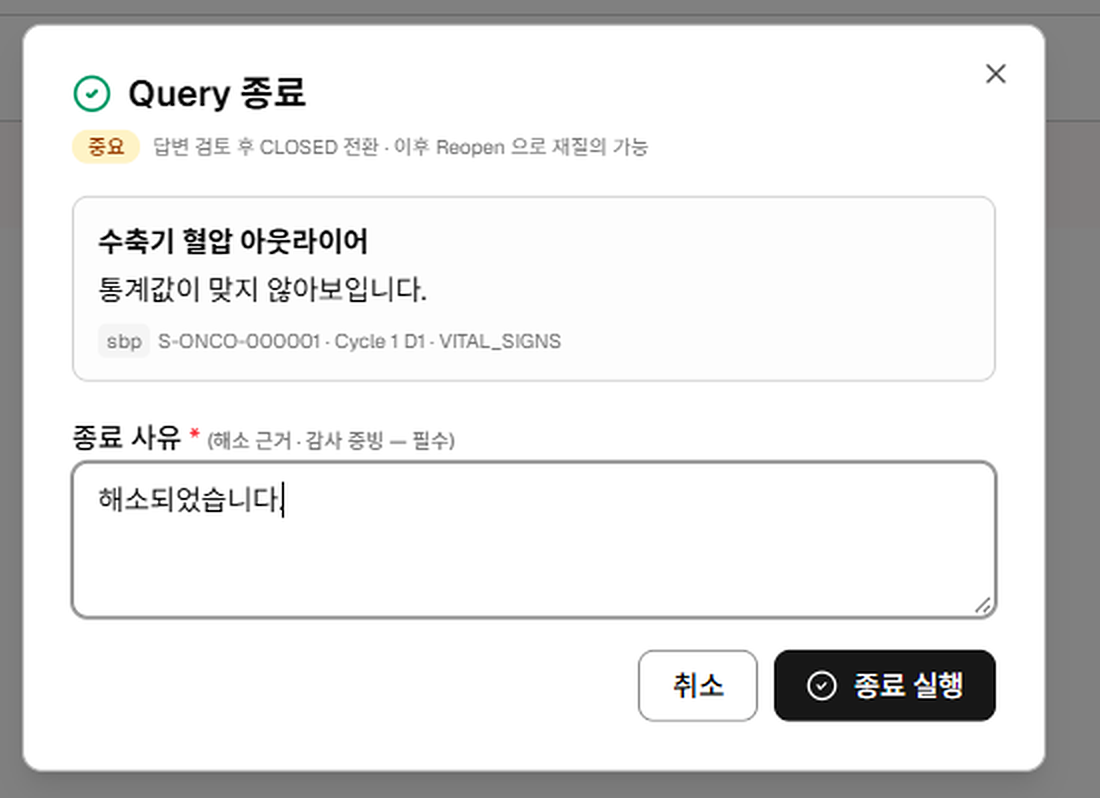 Query 종료
중요 답변 검토 후 CLOSED 전환 · 이후 Reopen 으로 재질의 가능
수축기 혈압 아웃라이어
통계값이 맞지 않아보입니다.
sbp S-ONCO-000001 · Cycle 1 D1 · VITAL_SIGNS
종료 사유 * (해소 근거 · 감사 증빙 — 필수)
해소되었습니다.
취소 종료 실행